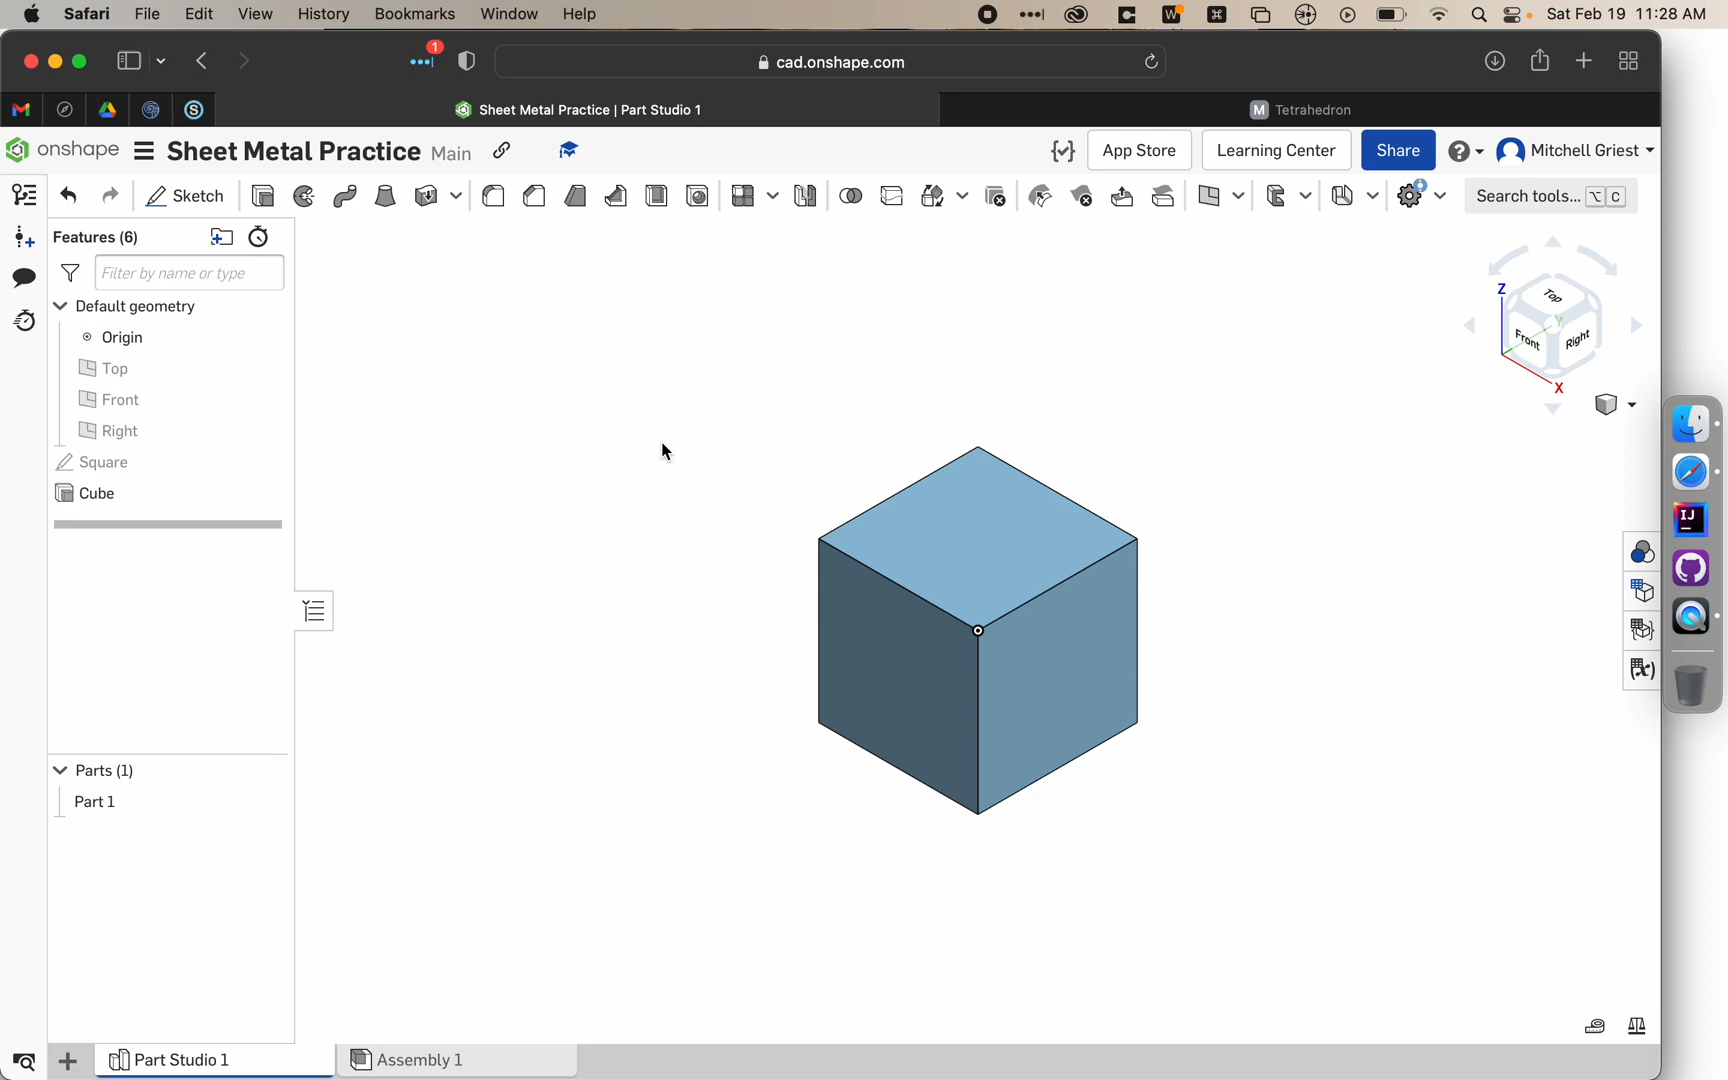 Safari File Edit View History Bookmarks Window Help Sat Feb 19 11:28 AM
1
cad.onshape.com
Sheet Metal Practice | Part Studio 1
M Tetrahedron
onshape Sheet Metal Practice Main App Store Learning Center Share Mitchell Griest
Sketch Search tools... ⌥ C
Features (6)
Filter by name or type
Default geometry
Origin
Top
Front
Right
Square
Cube
Z
Top
Y
Front
Right
X
IJ
(x)
Parts (1)
Part 1
Part Studio 1
Assembly 1